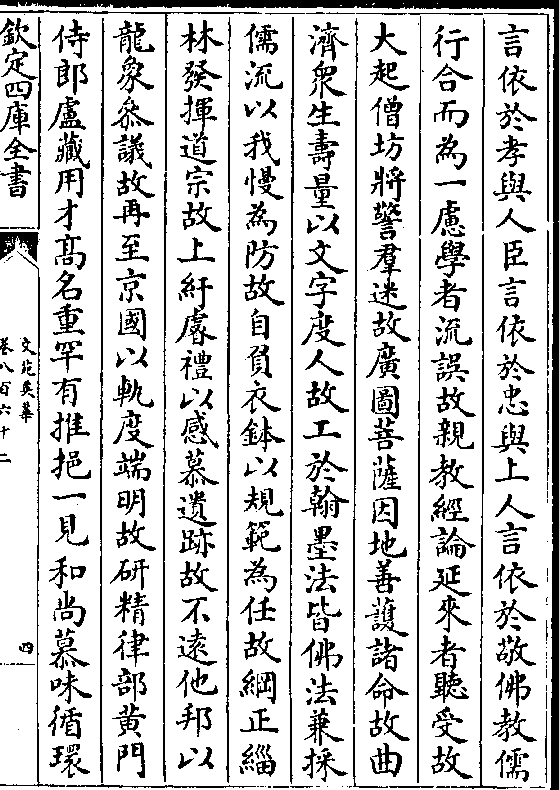 言依於孝與人臣言依於忠與上人言依於敬佛教儒
行合而為一慮學者流誤故親教經論延來者聽受故
大起僧坊將警羣迷故廣圖菩薩因地善護諸命故曲
濟衆生壽量以文字度人故工於翰墨法皆佛法兼採
儒流以我慢為防故自負衣鉢以規範為任故綱正緇
林發揮道宗故上紆睿禮以感慕遺跡故不遠他邦以
龍象叅議故再至京國以軌度端明故研精律部黄門
侍郎盧藏用才高名重罕有推挹一見和尚慕味循環
欽定四庫全書
文苑英華
卷八百六十二
四